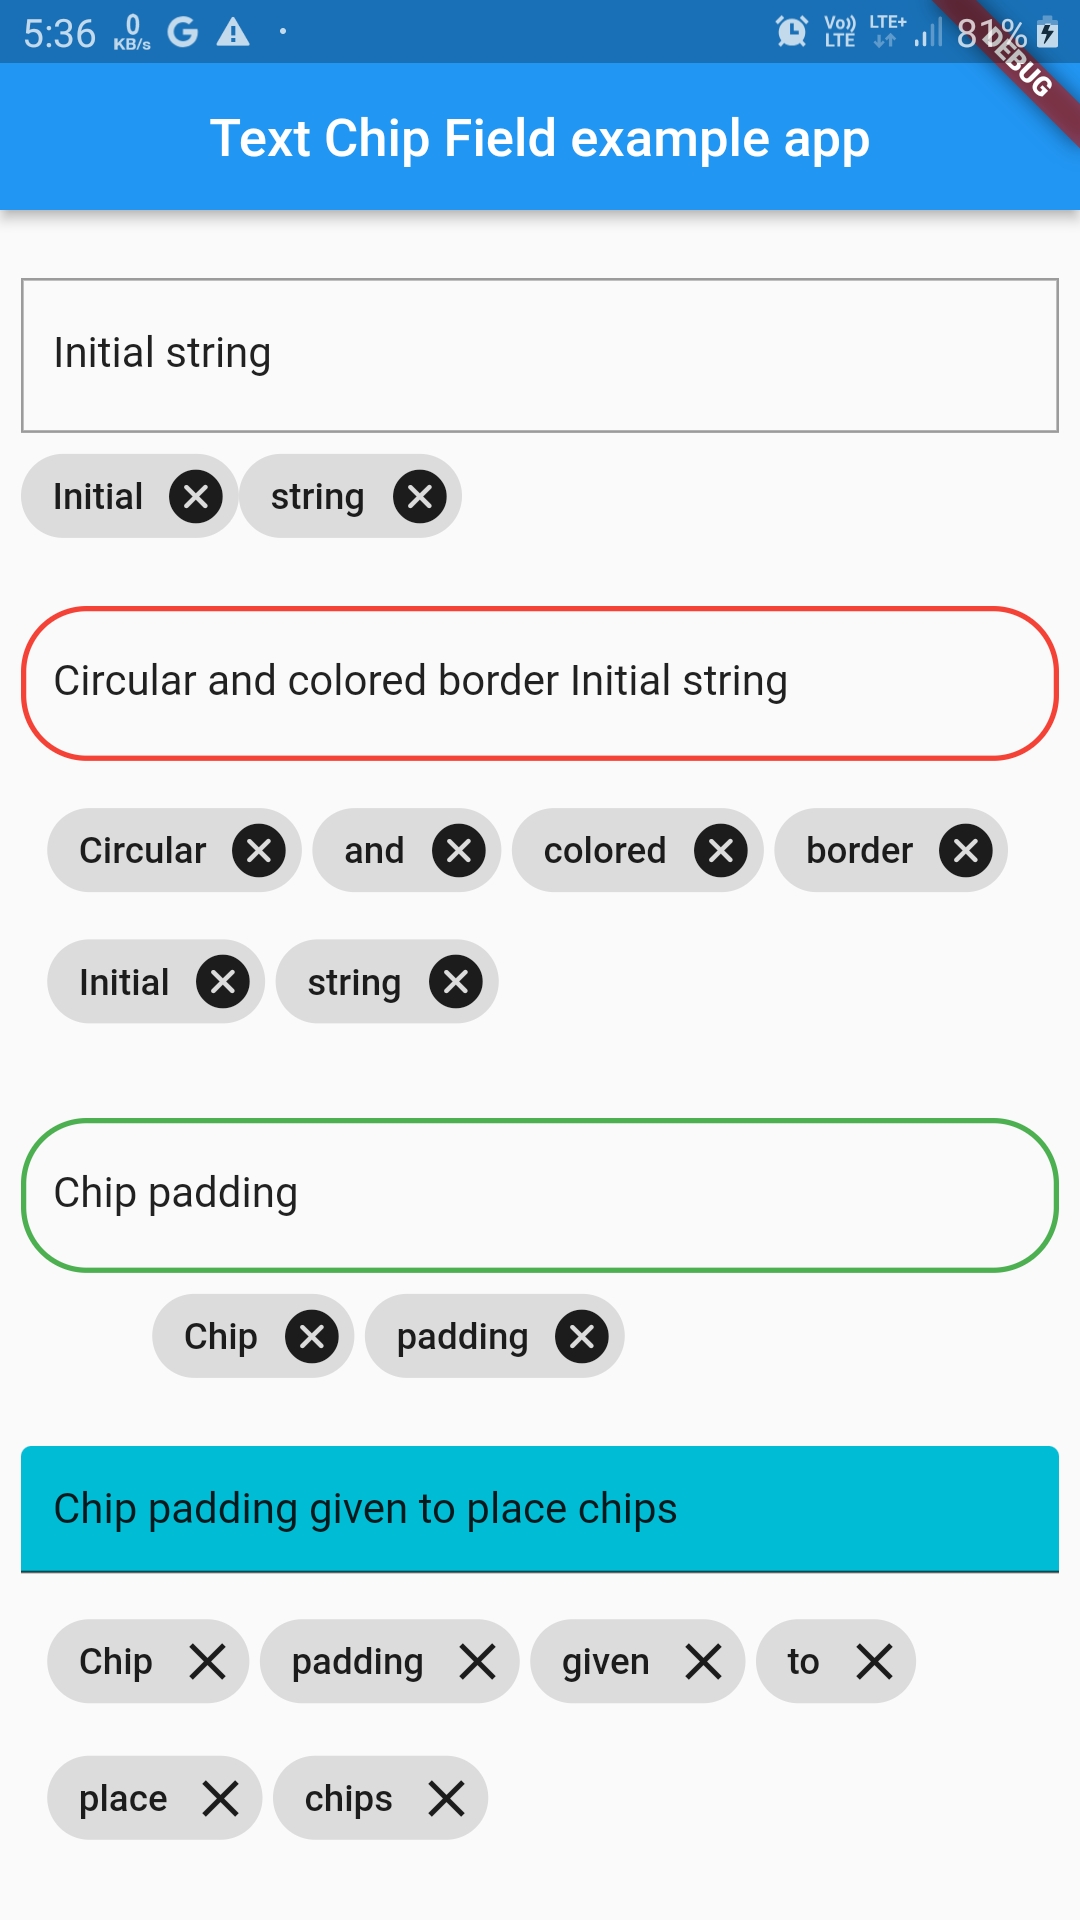 5:36 0 KB/s G Vo)) LTE LTE+ 81%
DEBUG
Text Chip Field example app
Initial string
Initial string
Circular and colored border Initial string
Circular and colored border
Initial string
Chip padding
Chip padding
Chip padding given to place chips
Chip padding given to
place chips